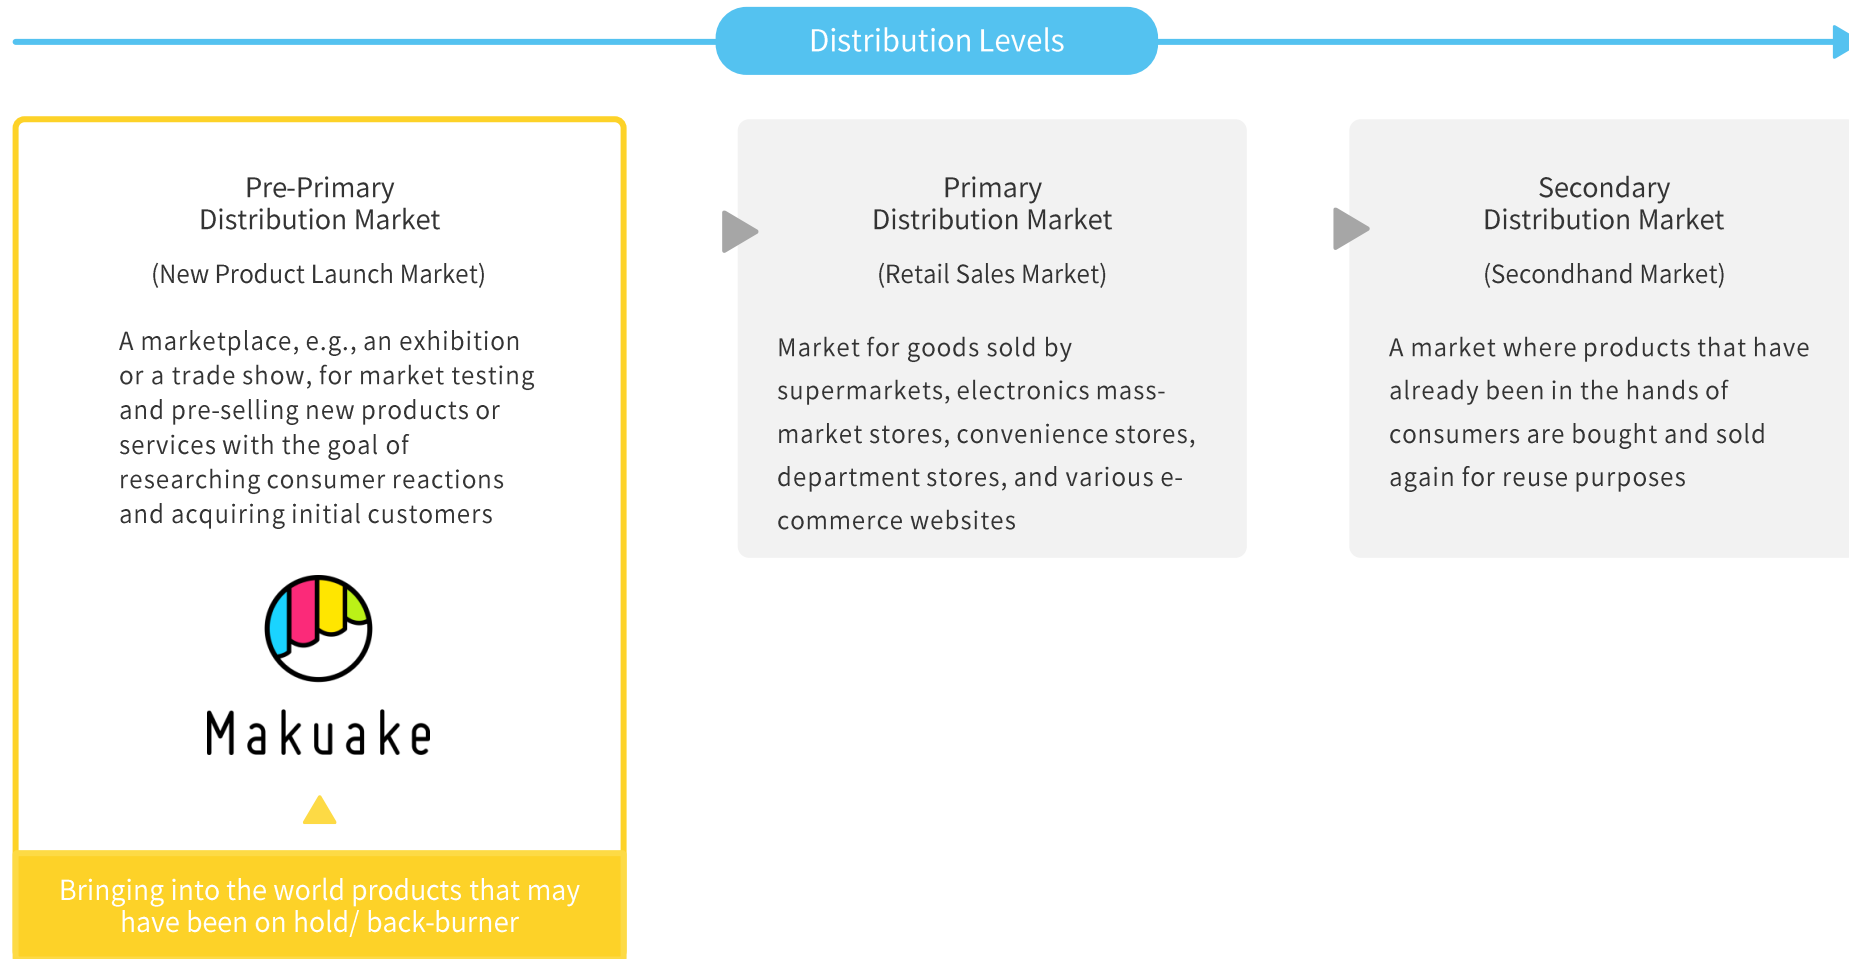 Distribution Levels
Pre-Primary
Distribution Market
(New Product Launch Market)
A marketplace, e.g., an exhibition
or a trade show, for market testing
and pre-selling new products or
services with the goal of
researching consumer reactions
and acquiring initial customers
Makuake
Bringing into the world products that may
have been on hold/ back-burner
Primary
Distribution Market
(Retail Sales Market)
Market for goods sold by
supermarkets, electronics mass-
market stores, convenience stores,
department stores, and various e-
commerce websites
Secondary
Distribution Market
(Secondhand Market)
A market where products that have
already been in the hands of
consumers are bought and sold
again for reuse purposes